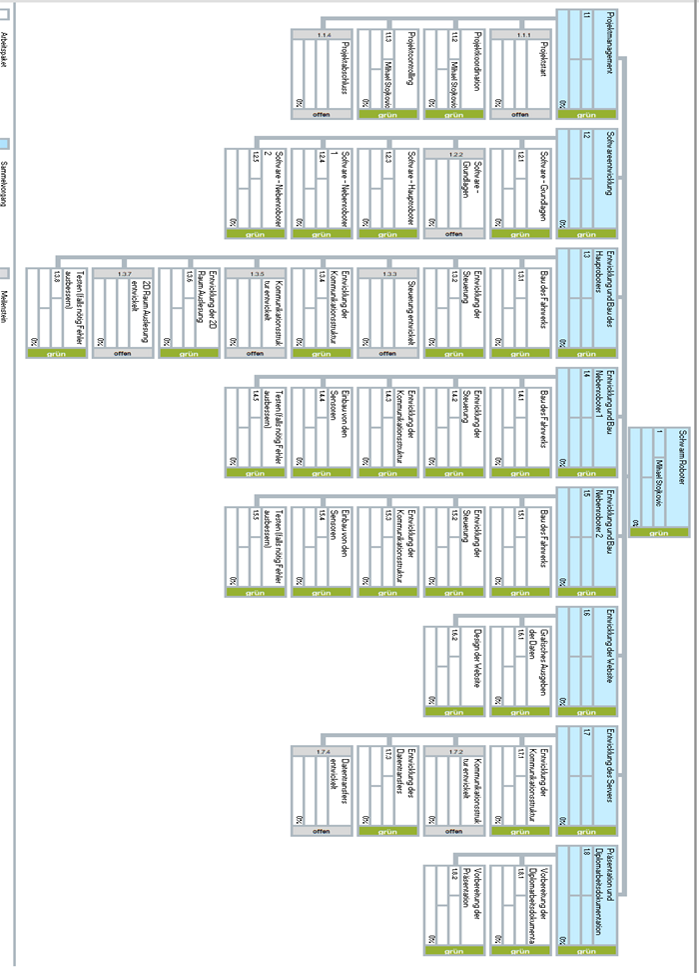 Schwarm Roboter
1 Mihael Stojkovic
0%
grün
Projektmanagement
1.1
0%
grün
Projektstart
1.1.1
0%
offen
Projektkoordination
1.1.2 Mihael Stojkovic
0%
grün
Projektcontrolling
1.1.3 Mihael Stojkovic
0%
grün
Projektabschluss
1.1.4
0%
offen
Softwareentwicklung
1.2
0%
grün
Software - Grundlagen
1.2.1
0%
grün
Software -
Grundlagen
1.2.2
0%
offen
Software - Hauptroboter
1.2.3
0%
grün
Software - Nebenroboter
1
1.2.4
0%
grün
Software - Nebenroboter
2
1.2.5
0%
grün
Entwicklung und Bau des
Hauptroboters
1.3
0%
grün
Bau des Fahrwerks
1.3.1
0%
grün
Entwicklung der
Steuerung
1.3.2
0%
grün
Steuerung entwickelt
1.3.3
0%
offen
Entwicklung der
Kommunikationsstruktur
1.3.4
0%
grün
Kommunikationsstruk
tur entwickelt
1.3.5
0%
offen
Entwicklung der 2D
Raum Auslesung
1.3.6
0%
grün
2D Raum Auslesung
entwickelt
1.3.7
0%
offen
Testen (falls nötig Fehler
ausbessern)
1.3.8
0%
grün
Entwicklung und Bau
Nebenroboter 1
1.4
0%
grün
Bau des Fahrwerks
1.4.1
0%
grün
Entwicklung der
Steuerung
1.4.2
0%
grün
Entwicklung der
Kommunikationsstruktur
1.4.3
0%
grün
Einbau von den
Sensoren
1.4.4
0%
grün
Testen (falls nötig Fehler
ausbessern)
1.4.5
0%
grün
Entwicklung und Bau
Nebenroboter 2
1.5
0%
grün
Bau des Fahrwerks
1.5.1
0%
grün
Entwicklung der
Steuerung
1.5.2
0%
grün
Entwicklung der
Kommunikationsstruktur
1.5.3
0%
grün
Einbau von den
Sensoren
1.5.4
0%
grün
Testen (falls nötig Fehler
ausbessern)
1.5.5
0%
grün
Entwicklung der Website
1.6
0%
grün
Grafisches Ausgeben
der Daten
1.6.1
0%
grün
Design der Website
1.6.2
0%
grün
Entwicklung des Servers
1.7
0%
grün
Entwicklung der
Kommunikationsstruktur
1.7.1
0%
grün
Kommunikationsstruk
tur entwickelt
1.7.2
0%
offen
Entwicklung des
Datentransfers
1.7.3
0%
grün
Datentransfers
entwickelt
1.7.4
0%
offen
Präsentation und
Diplomarbeitsdokumentation
1.8
0%
grün
Vorbereitung der
Diplomarbeitsdokumenta
1.8.1
0%
grün
Vorbereitung der
Präsentation
1.8.2
0%
grün
Arbeitspaket
Sammelvorgang
Meilenstein